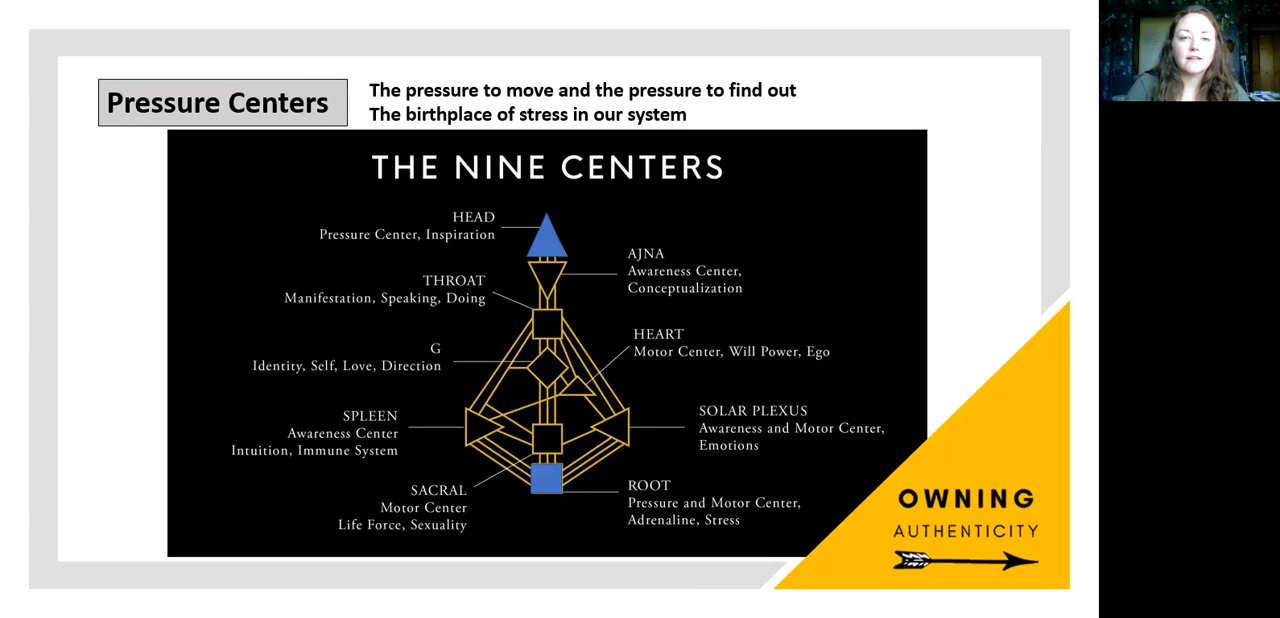 Pressure Centers
The pressure to move and the pressure to find out
The birthplace of stress in our system
THE NINE CENTERS
HEAD
Pressure Center, Inspiration
AJNA
Awareness Center,
Conceptualization
THROAT
Manifestation, Speaking, Doing
HEART
Motor Center, Will Power, Ego
G
Identity, Self, Love, Direction
SPLEEN
Awareness Center
Intuition, Immune System
SOLAR PLEXUS
Awareness and Motor Center,
Emotions
SACRAL
Motor Center
Life Force, Sexuality
ROOT
Pressure and Motor Center,
Adrenaline, Stress
OWNING
AUTHENTICITY